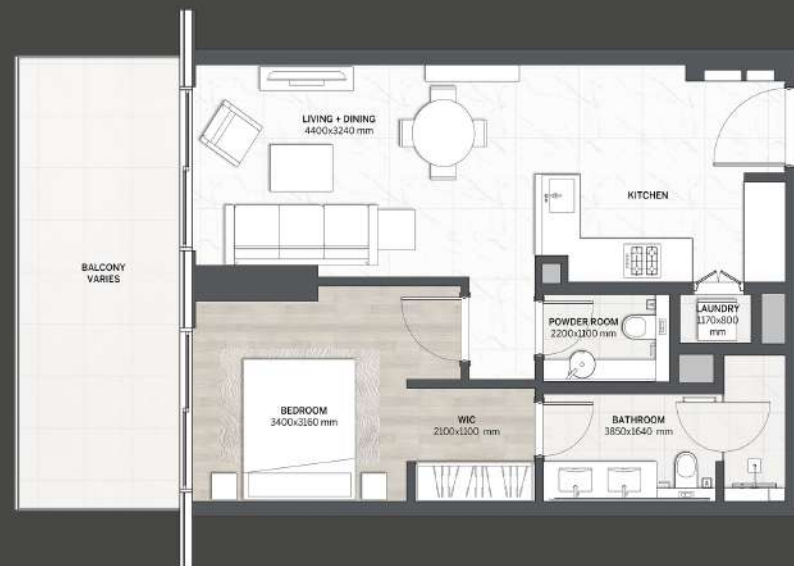 LIVING + DINING
4400x3240 mm
KITCHEN
BALCONY
VARIES
LAUNDRY
1170x800
mm
POWDER ROOM
2200x1100 mm
BEDROOM
3400x3160 mm
WIC
2100x1100 mm
BATHROOM
3850x1640 mm